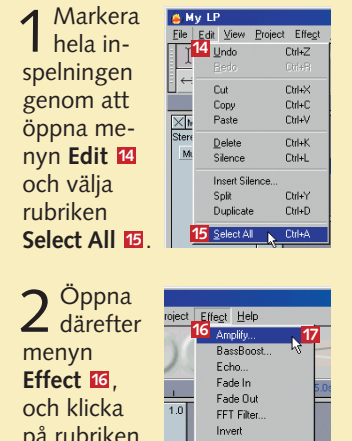 1 Markera
hela in-
spelningen
genom att
öppna me-
nyn Edit 14
och välja
rubriken
Select All 15.
My LP
File Edit View Project Effect
14 Undo Ctrl+Z
Redo Ctrl+R
Cut Ctrl+X
Copy Ctrl+C
Paste Ctrl+V
Delete Ctrl+K
Silence Ctrl+L
Insert Silence...
Split Ctrl+Y
Duplicate Ctrl+D
15 Select All Ctrl+A
2 Öppna
därefter
menyn
Effect 16,
och klicka
på rubriken
Effect Help
16 Amplify... 17
BassBoost...
Echo...
Fade In
Fade Out
FFT Filter...
Invert
1.0